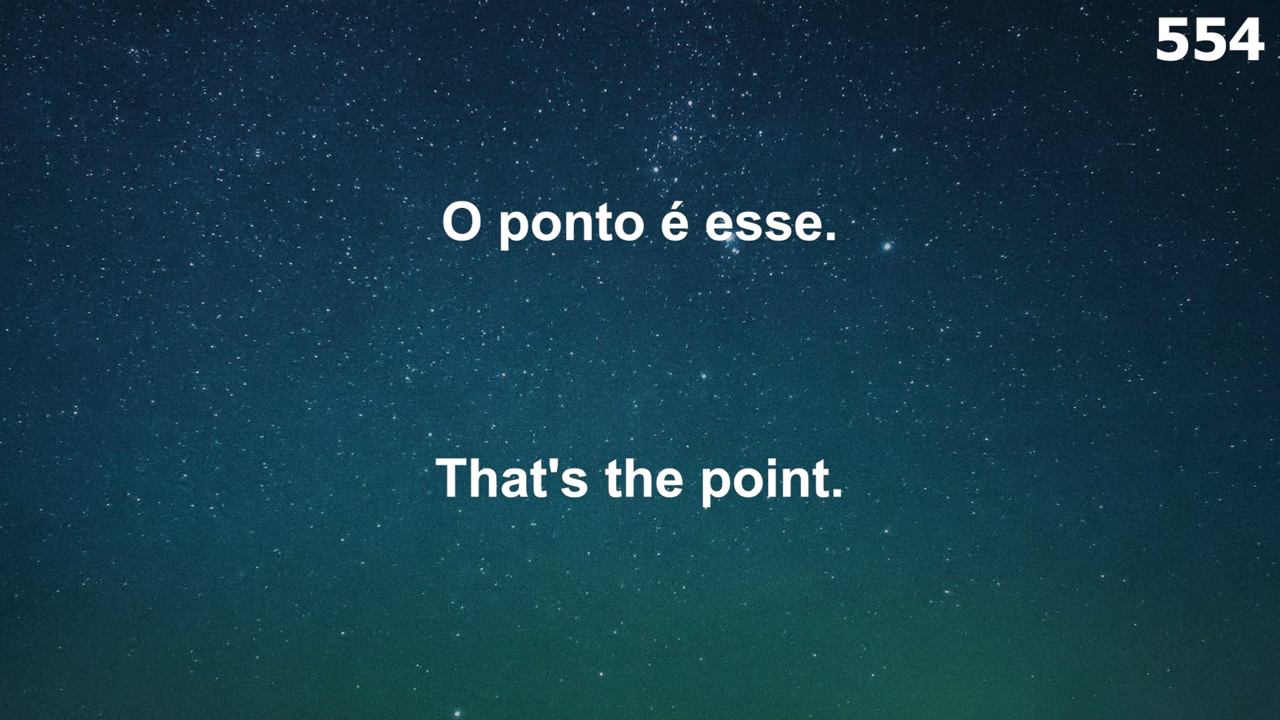 554
O ponto é esse.
That's the point.